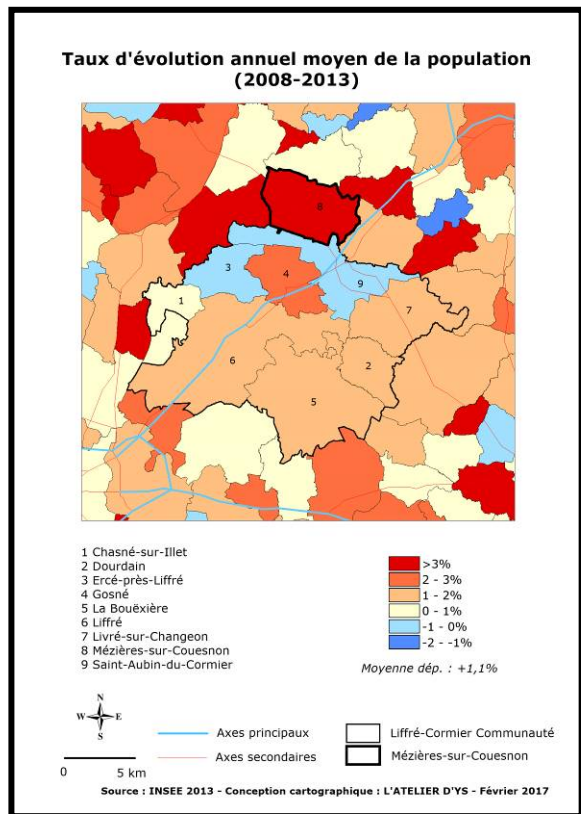 Taux d'évolution annuel moyen de la population
(2008-2013)
8
3
4
9
1
7
6
2
5
1 Chasné-sur-Illet
2 Dourdain
3 Ercé-près-Liffré
4 Gosné
5 La Bouëxière
6 Liffré
7 Livré-sur-Changeon
8 Mézières-sur-Couesnon
9 Saint-Aubin-du-Cormier
>3%
2 - 3%
1 - 2%
0 - 1%
-1 - 0%
-2 - -1%
Moyenne dép. : +1,1%
N
W E
S
0 5 km
Axes principaux
Axes secondaires
Liffré-Cormier Communauté
Mézières-sur-Couesnon
Source : INSEE 2013 - Conception cartographique : L'ATELIER D'YS - Février 2017